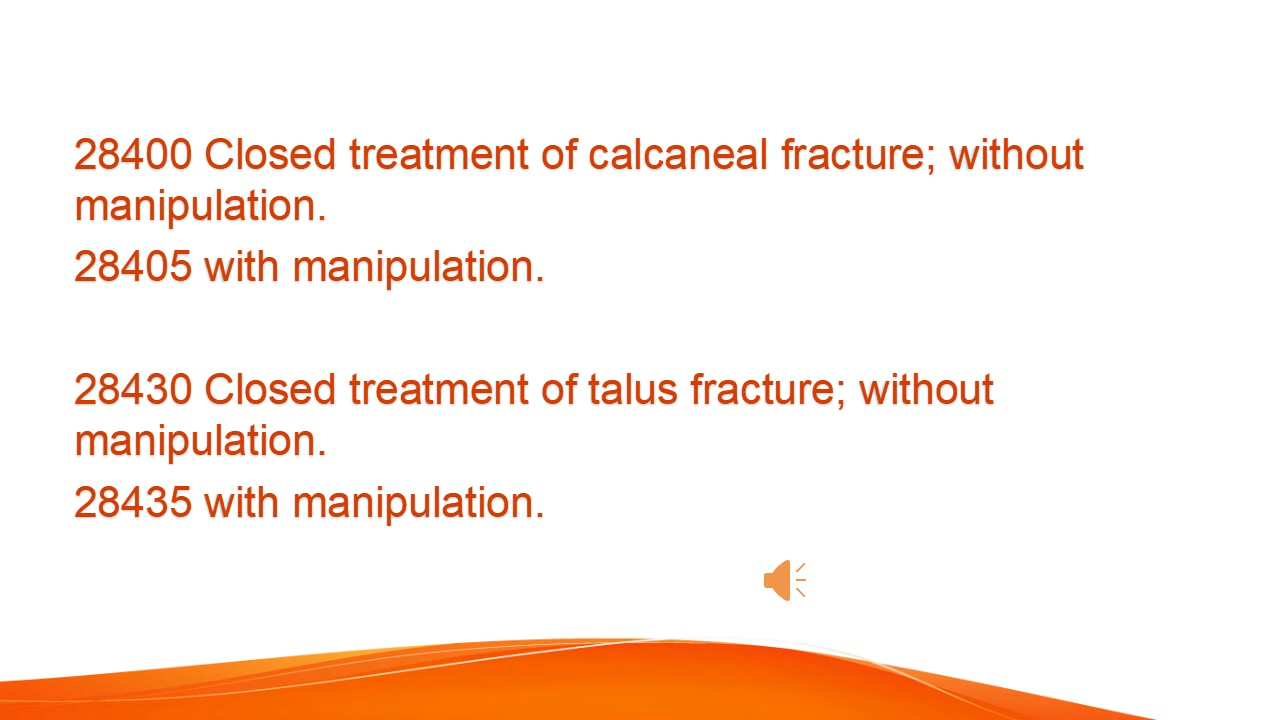 28400 Closed treatment of calcaneal fracture; without
manipulation.
28405 with manipulation.
28430 Closed treatment of talus fracture; without
manipulation.
28435 with manipulation.